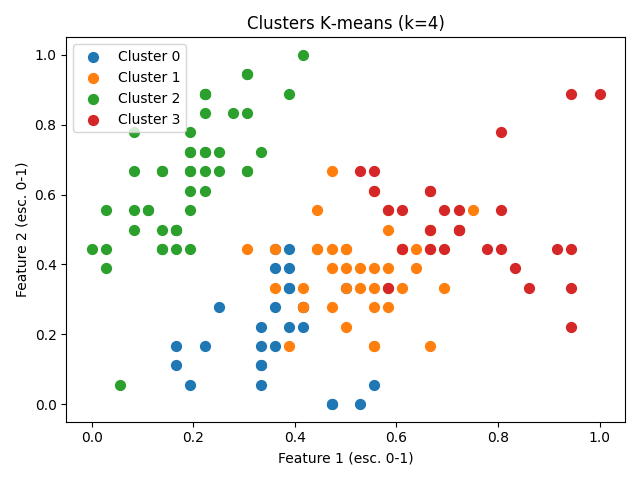 Clusters K-means (k=4)
Cluster 0
Cluster 1
Cluster 2
Cluster 3
1.0
0.8
0.6
0.4
0.2
0.0
Feature 2 (esc. 0-1)
0.0 0.2 0.4 0.6 0.8 1.0
Feature 1 (esc. 0-1)